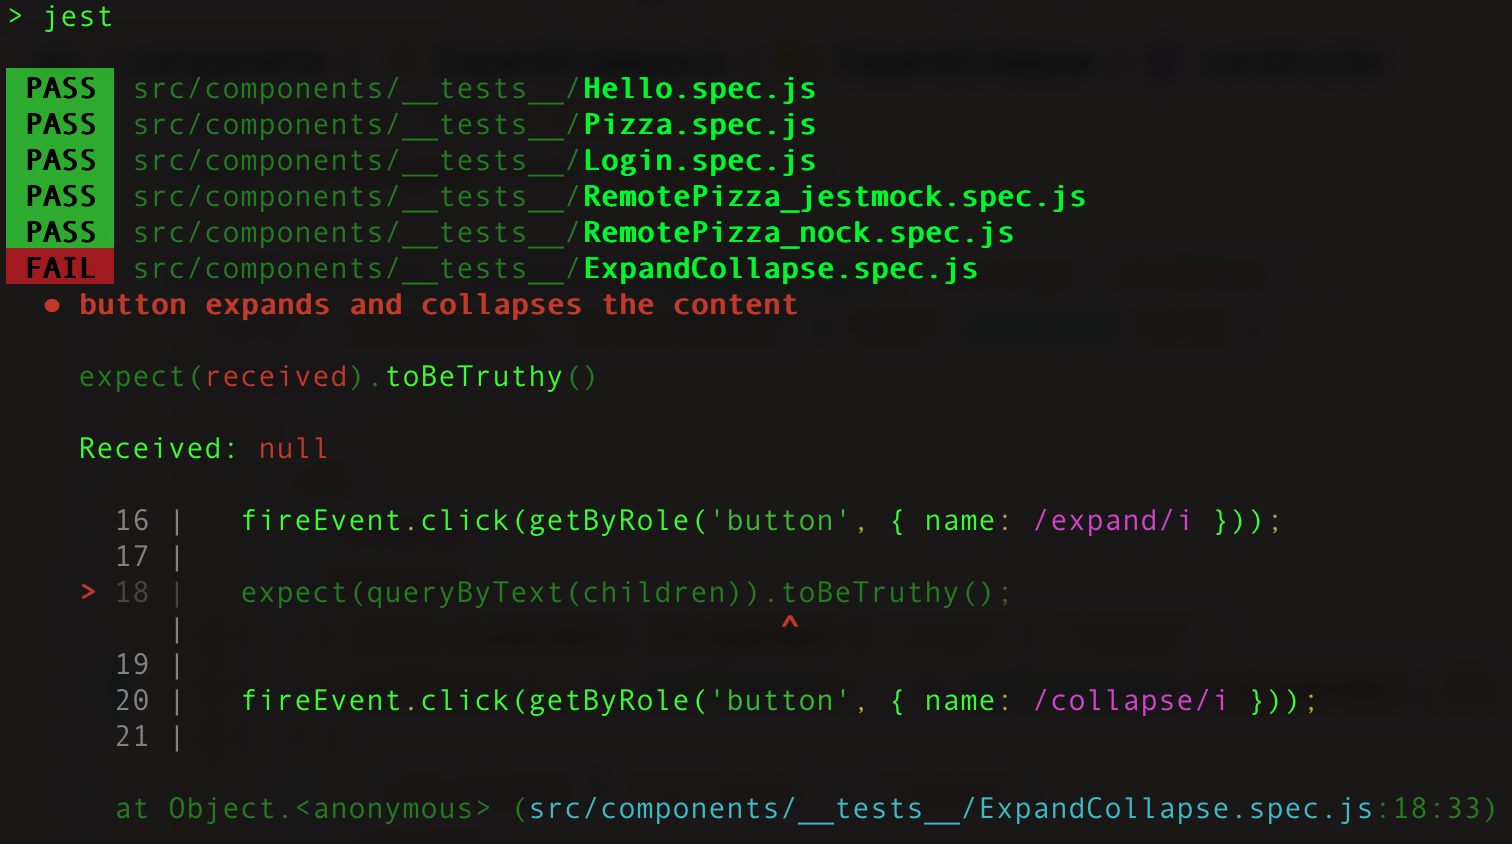 > jest
PASS src/components/__tests__/Hello.spec.js
PASS src/components/__tests__/Pizza.spec.js
PASS src/components/__tests__/Login.spec.js
PASS src/components/__tests__/RemotePizza_jestmock.spec.js
PASS src/components/__tests__/RemotePizza_nock.spec.js
FAIL src/components/__tests__/ExpandCollapse.spec.js
● button expands and collapses the content
expect(received).toBeTruthy()
Received: null
16 | fireEvent.click(getByRole('button', { name: /expand/i }));
17 |
> 18 | expect(queryByText(children)).toBeTruthy();
| ^
19 |
20 | fireEvent.click(getByRole('button', { name: /collapse/i }));
21 |
at Object.<anonymous> (src/components/__tests__/ExpandCollapse.spec.js:18:33)